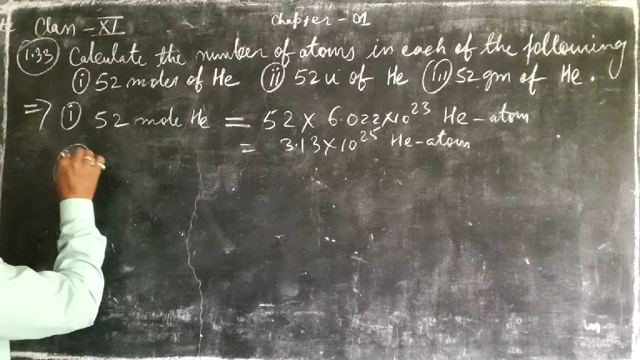 Class - XI Chapter - 01
1.33 Calculate the number of atoms in each of the following
(i) 52 moles of He (ii) 52 u of He (iii) 52 gm of He.
⇒ (i) 52 mole He = 52 × 6.022×10²³ He-atom
= 3.13×10²⁵ He-atom